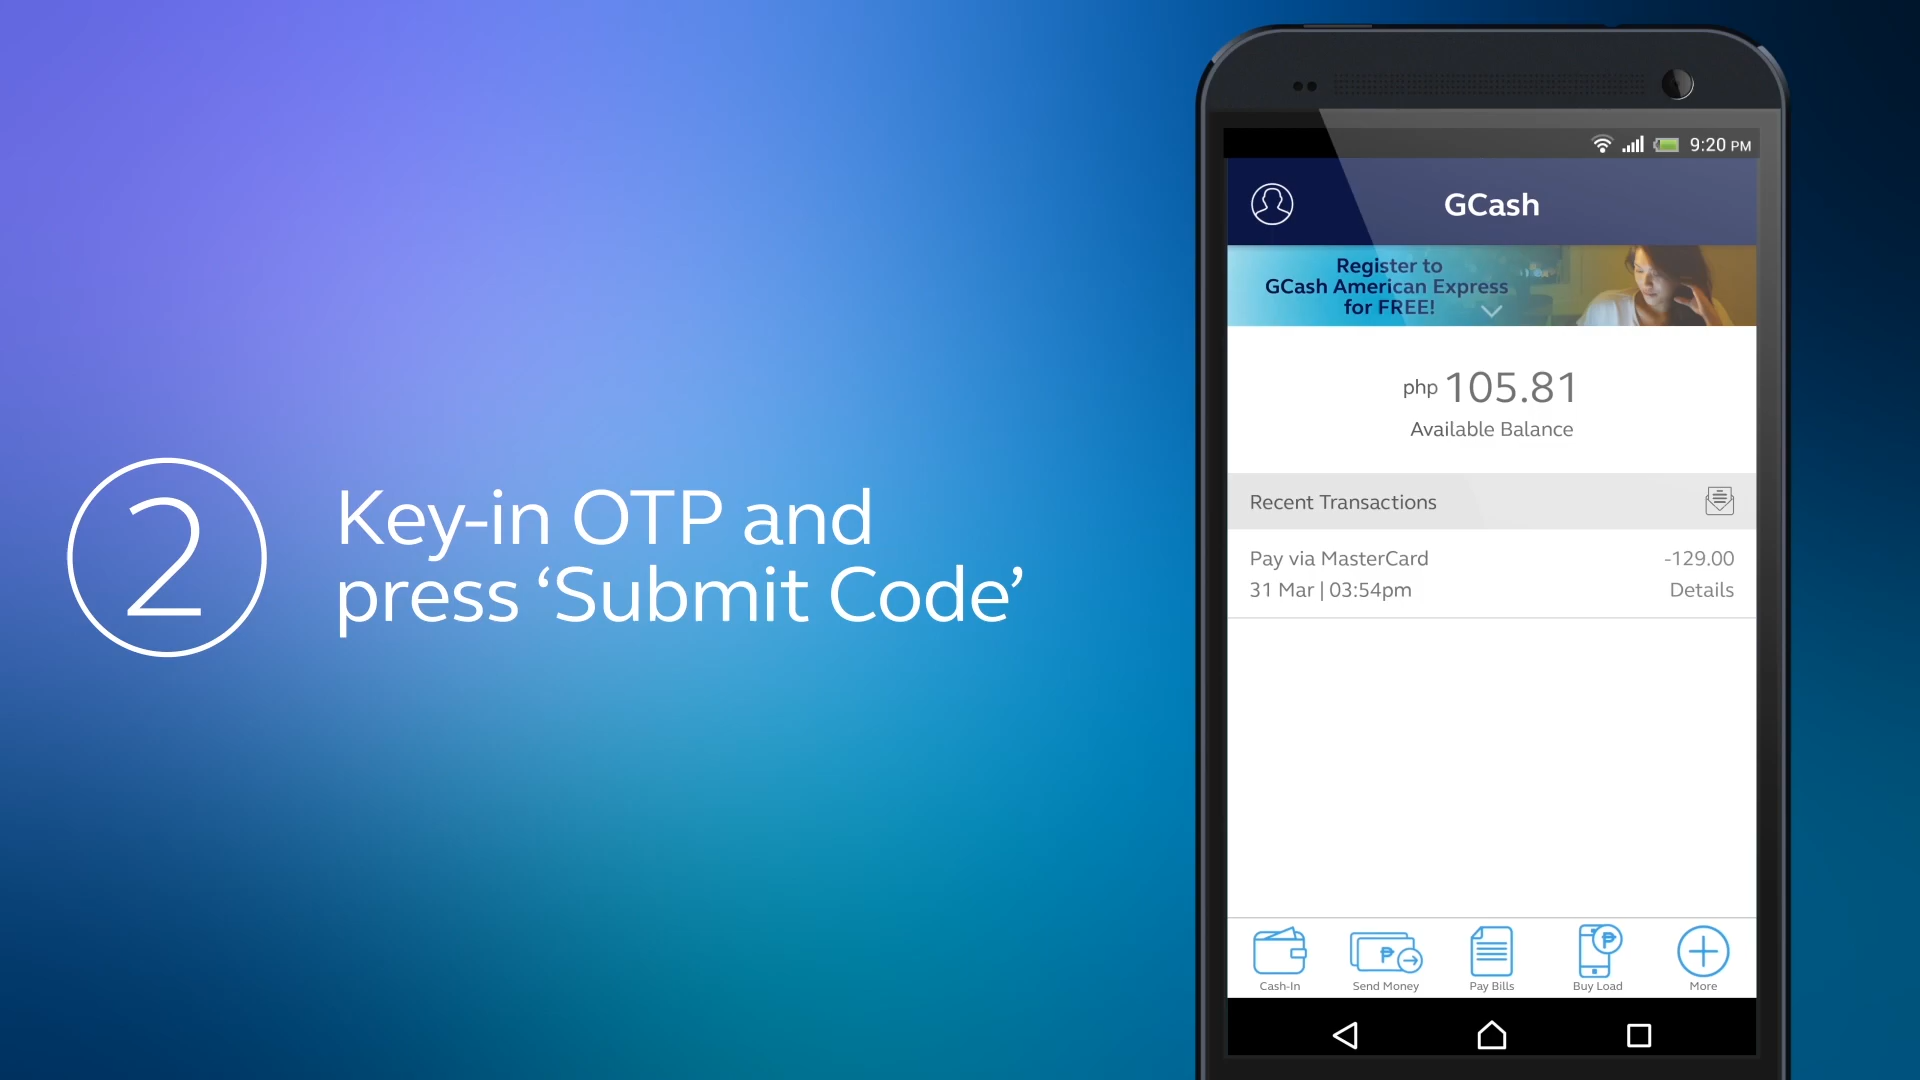 2
Key-in OTP and
press ‘Submit Code’
9:20 PM
GCash
Register to
GCash American Express
for FREE!
php 105.81
Available Balance
Recent Transactions
Pay via MasterCard -129.00
31 Mar | 03:54pm Details
Cash-In Send Money Pay Bills Buy Load More